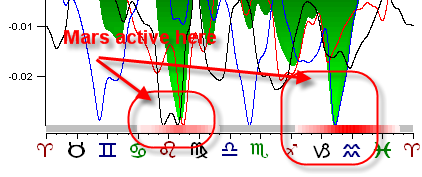 -0.01
Mars active here
-0.02
♈ ♉ ♊ ♋ ♌ ♍ ♎ ♏ ♐ ♑ ♒ ♓ ♈